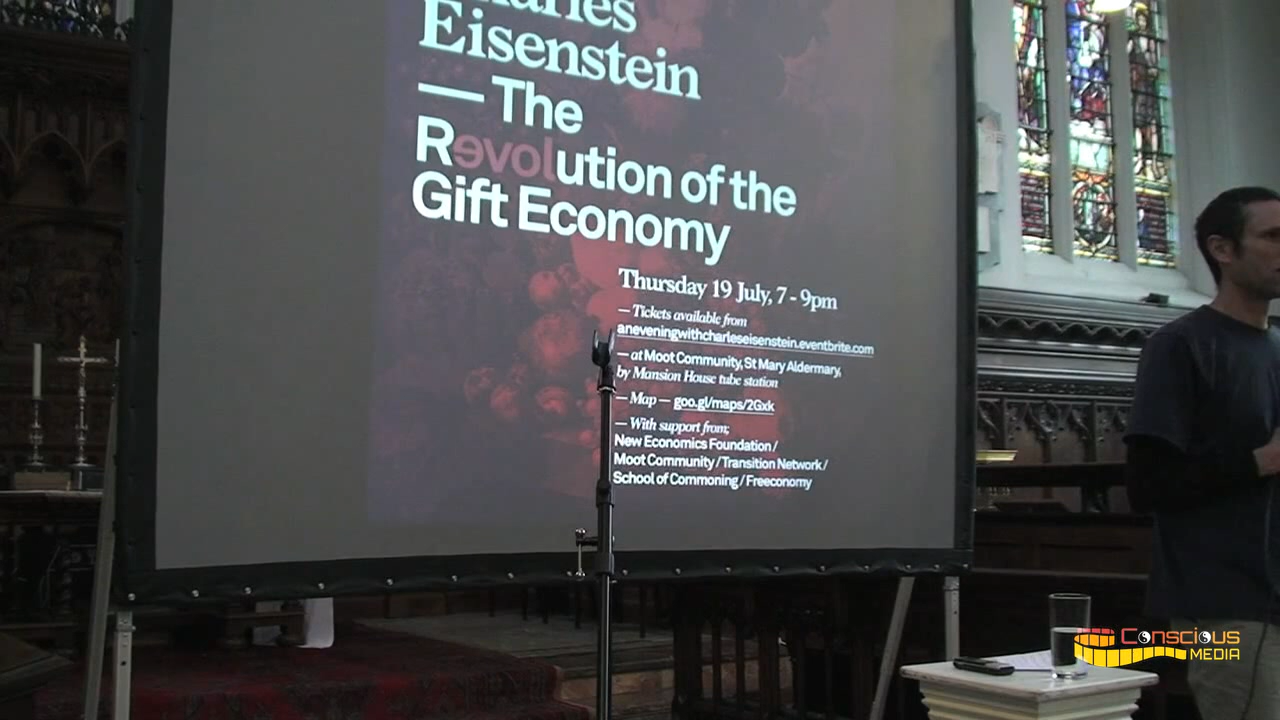 Charles
Eisenstein
— The
Revolution of the
Gift Economy
Thursday 19 July, 7 - 9pm
— Tickets available from
aneveningwithcharleseisenstein.eventbrite.com
— at Moot Community, St Mary Aldermary,
by Mansion House tube station
— Map — goo.gl/maps/2Gxk
— With support from;
New Economics Foundation /
Moot Community / Transition Network /
School of Commoning / Freeconomy
Conscious
MEDIA